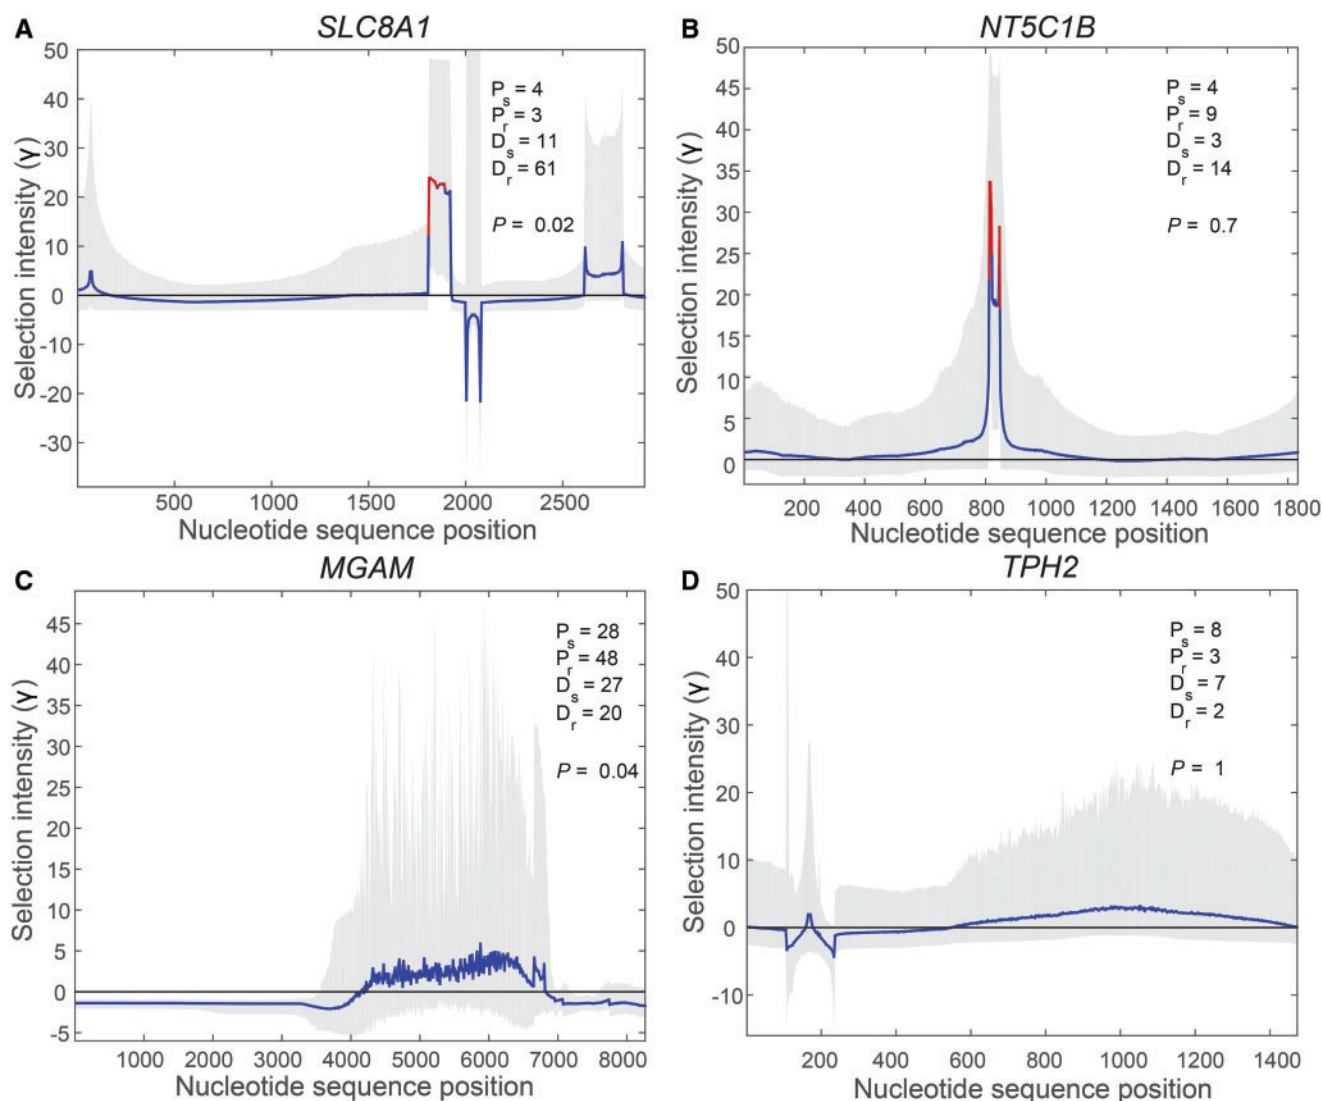 A
SLC8A1
Selection intensity (γ)
50
40
30
20
10
0
-10
-20
-30
Ps = 4
Pr = 3
Ds = 11
Dr = 61
P = 0.02
500
1000
1500
2000
2500
Nucleotide sequence position
B
NT5C1B
Selection intensity (γ)
50
45
40
35
30
25
20
15
10
5
0
Ps = 4
Pr = 9
Ds = 3
Dr = 14
P = 0.7
200
400
600
800
1000
1200
1400
1600
1800
Nucleotide sequence position
C
MGAM
Selection intensity (γ)
45
40
35
30
25
20
15
10
5
0
-5
Ps = 28
Pr = 48
Ds = 27
Dr = 20
P = 0.04
1000
2000
3000
4000
5000
6000
7000
8000
Nucleotide sequence position
D
TPH2
Selection intensity (γ)
50
40
30
20
10
0
-10
Ps = 8
Pr = 3
Ds = 7
Dr = 2
P = 1
200
400
600
800
1000
1200
1400
Nucleotide sequence position